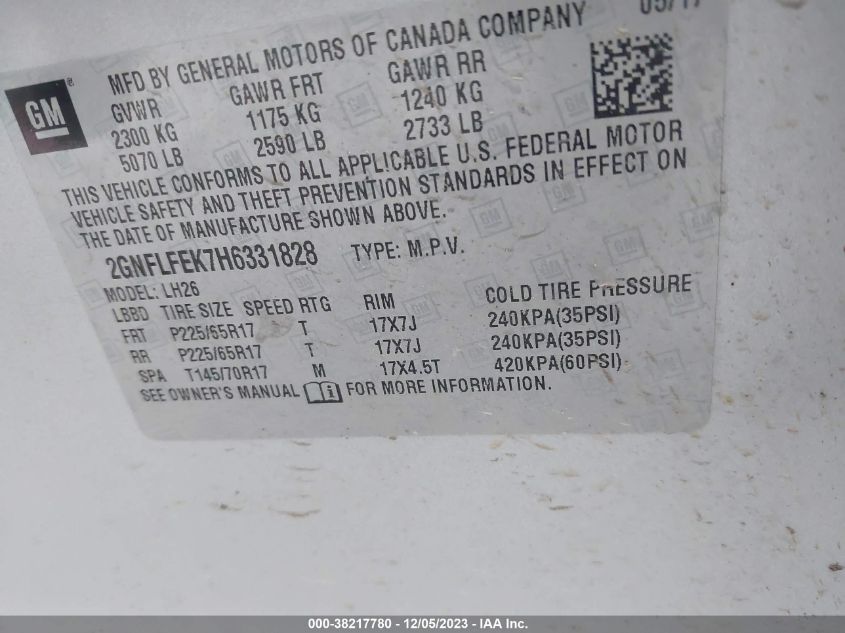 05/17
MFD BY GENERAL MOTORS OF CANADA COMPANY
GM®
GVWR GAWR FRT GAWR RR
2300 KG 1175 KG 1240 KG
5070 LB 2590 LB 2733 LB
THIS VEHICLE CONFORMS TO ALL APPLICABLE U.S. FEDERAL MOTOR
VEHICLE SAFETY AND THEFT PREVENTION STANDARDS IN EFFECT ON
THE DATE OF MANUFACTURE SHOWN ABOVE.
2GNFLFEK7H6331828 TYPE: M.P.V.
MODEL: LH26
LBBD TIRE SIZE SPEED RTG RIM COLD TIRE PRESSURE
FRT P225/65R17 T 17X7J 240KPA(35PSI)
RR P225/65R17 T 17X7J 240KPA(35PSI)
SPA T145/70R17 M 17X4.5T 420KPA(60PSI)
SEE OWNER'S MANUAL i FOR MORE INFORMATION.
000-38217780 - 12/05/2023 - IAA Inc.